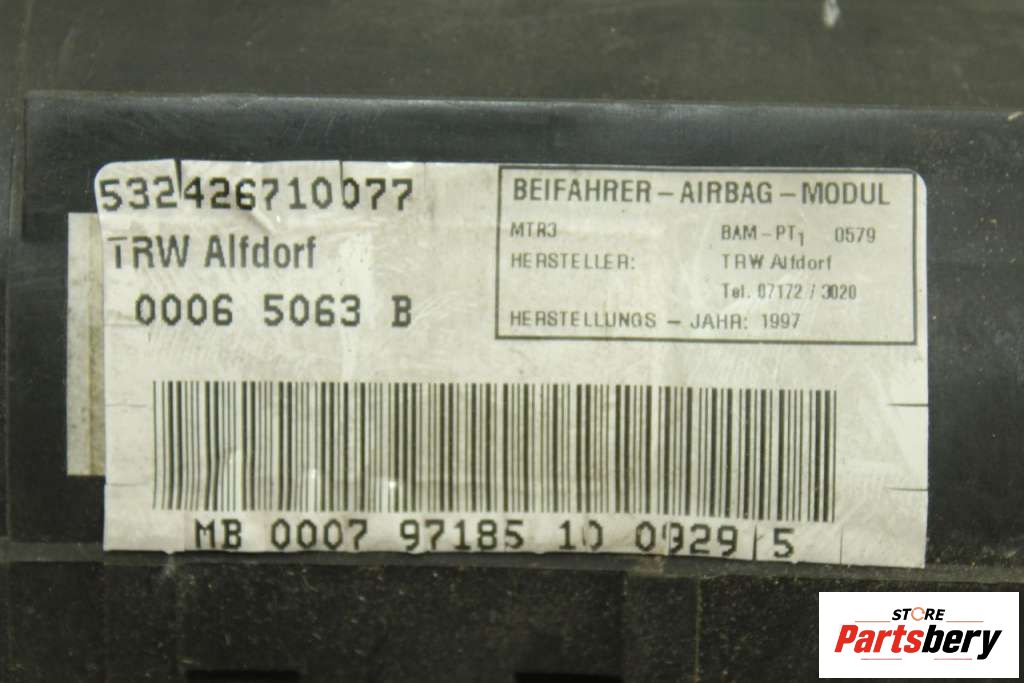 532426710077
TRW Alfdorf
0006 5063 B
BEIFAHRER - AIRBAG - MODUL
MTR3 BAM - PT1 0579
HERSTELLER: TRW Alfdorf
Tel. 07172 / 3020
HERSTELLUNGS - JAHR: 1997
MB 0007 97185 10 0929 5
STORE
Partsbery